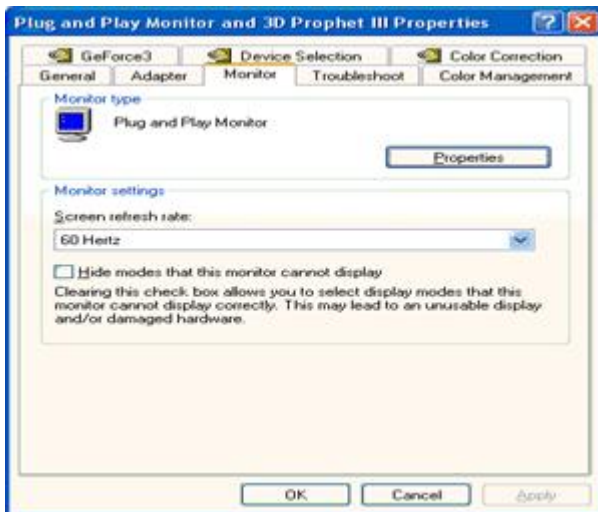 Plug and Play Monitor and 3D Prophet III Properties
GeForce3 Device Selection Color Correction
General Adapter Monitor Troubleshoot Color Management
Monitor type
Plug and Play Monitor
Properties
Monitor settings
Screen refresh rate:
60 Hertz
Hide modes that this monitor cannot display
Clearing this check box allows you to select display modes that this
monitor cannot display correctly. This may lead to an unusable display
and/or damaged hardware.
OK Cancel Apply